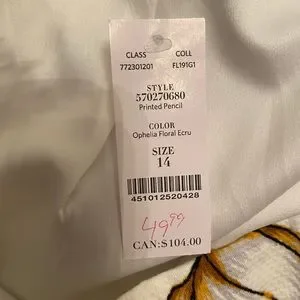 CLASS COLL
772301201 FL191G1
STYLE
570270680
Printed Pencil
COLOR
Ophelia Floral Ecru
SIZE
14
451012520428
49.99
CAN:$104.00